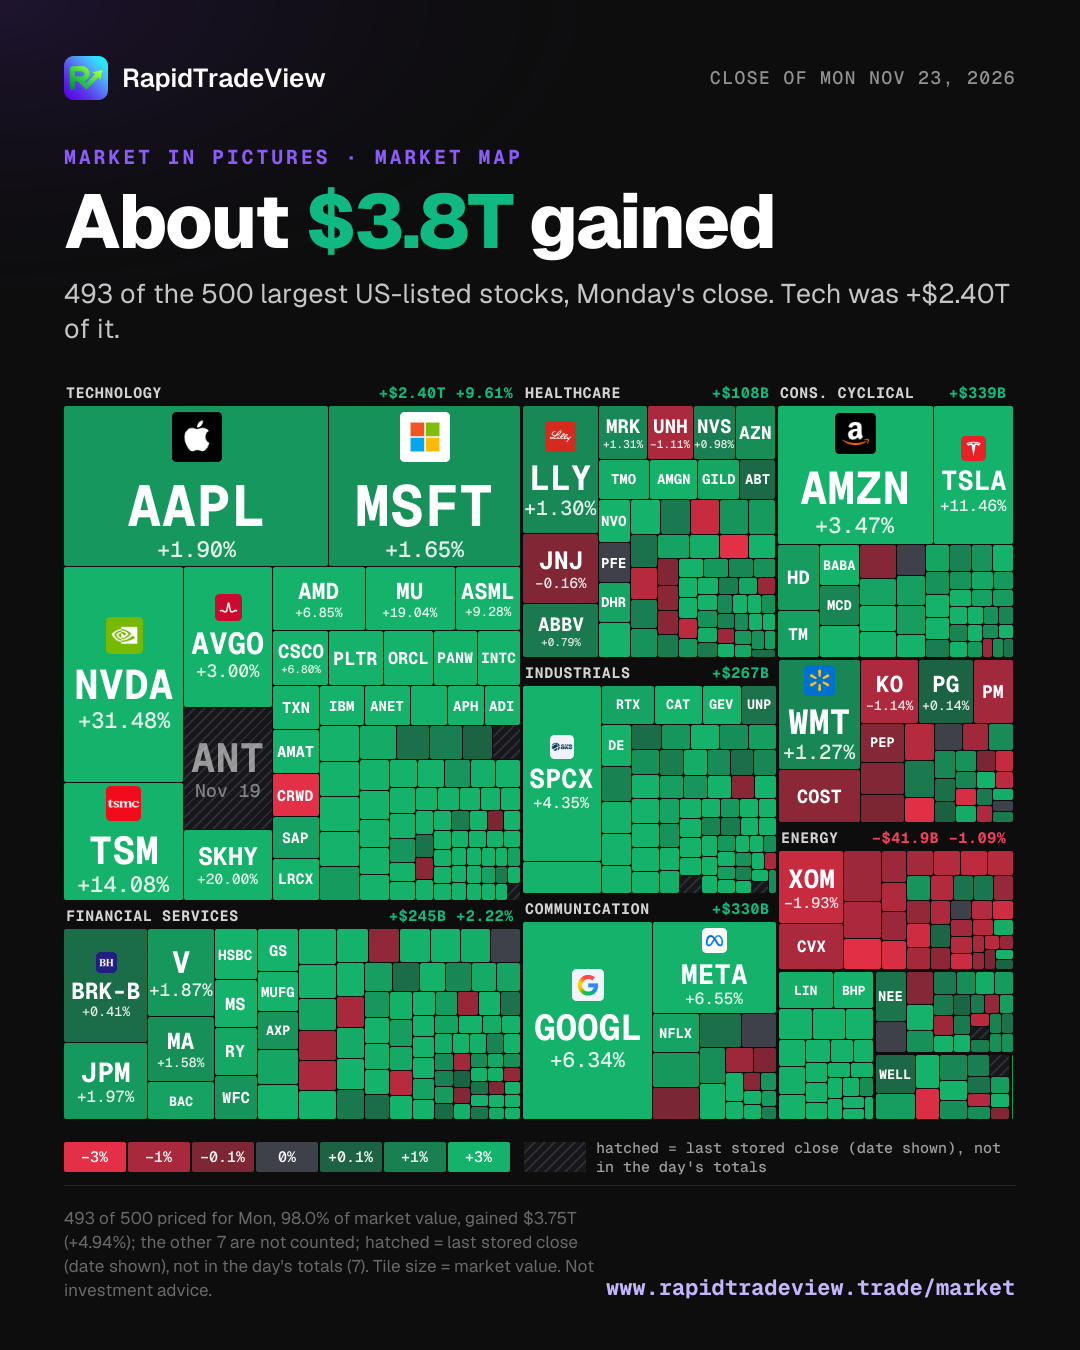 RapidTradeView
CLOSE OF MON NOV 23, 2026
MARKET IN PICTURES · MARKET MAP
About $3.8T gained
493 of the 500 largest US-listed stocks, Monday's close. Tech was +$2.40T
of it.
TECHNOLOGY +$2.40T +9.61%
AAPL
+1.90%
MSFT
+1.65%
NVDA
+31.48%
AVGO
+3.00%
AMD
+6.85%
MU
+19.04%
ASML
+9.28%
CSCO
+6.80%
PLTR
ORCL
PANW
INTC
ANT
Nov 19
TXN
IBM
ANET
APH
ADI
AMAT
CRWD
tsmc
TSM
+14.08%
SKHY
+20.00%
SAP
LRCX
HEALTHCARE +$108B
Lilly
LLY
+1.30%
MRK
+1.31%
UNH
-1.11%
NVS
+0.98%
AZN
TMO
AMGN
GILD
ABT
NVO
JNJ
-0.16%
PFE
DHR
ABBV
+0.79%
CONS. CYCLICAL +$339B
a
AMZN
+3.47%
TSLA
+11.46%
HD
BABA
MCD
TM
INDUSTRIALS +$267B
SPCX
+4.35%
RTX
CAT
GEV
UNP
DE
WMT
+1.27%
KO
-1.14%
PG
+0.14%
PM
PEP
COST
ENERGY -$41.9B -1.09%
XOM
-1.93%
CVX
FINANCIAL SERVICES +$245B +2.22%
BH
BRK-B
+0.41%
V
+1.87%
HSBC
GS
MS
MUFG
MA
+1.58%
RY
AXP
JPM
+1.97%
BAC
WFC
COMMUNICATION +$330B
GOOGL
+6.34%
META
+6.55%
NFLX
LIN
BHP
NEE
WELL
-3%
-1%
-0.1%
0%
+0.1%
+1%
+3%
hatched = last stored close (date shown), not
in the day's totals
493 of 500 priced for Mon, 98.0% of market value, gained $3.75T
(+4.94%); the other 7 are not counted; hatched = last stored close
(date shown), not in the day's totals (7). Tile size = market value. Not
investment advice.
www.rapidtradeview.trade/market